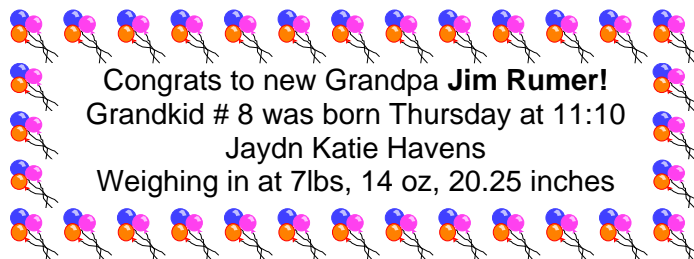 Congrats to new Grandpa Jim Rumer!
Grandkid # 8 was born Thursday at 11:10
Jaydn Katie Havens
Weighing in at 7lbs, 14 oz, 20.25 inches